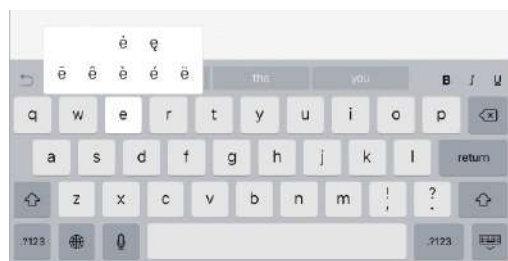 ė ę
ē ê è é ë
the you B I U
q w e r t y u i o p
a s d f g h j k l return
z x c v b n m ! , ? .
.?123 .?123